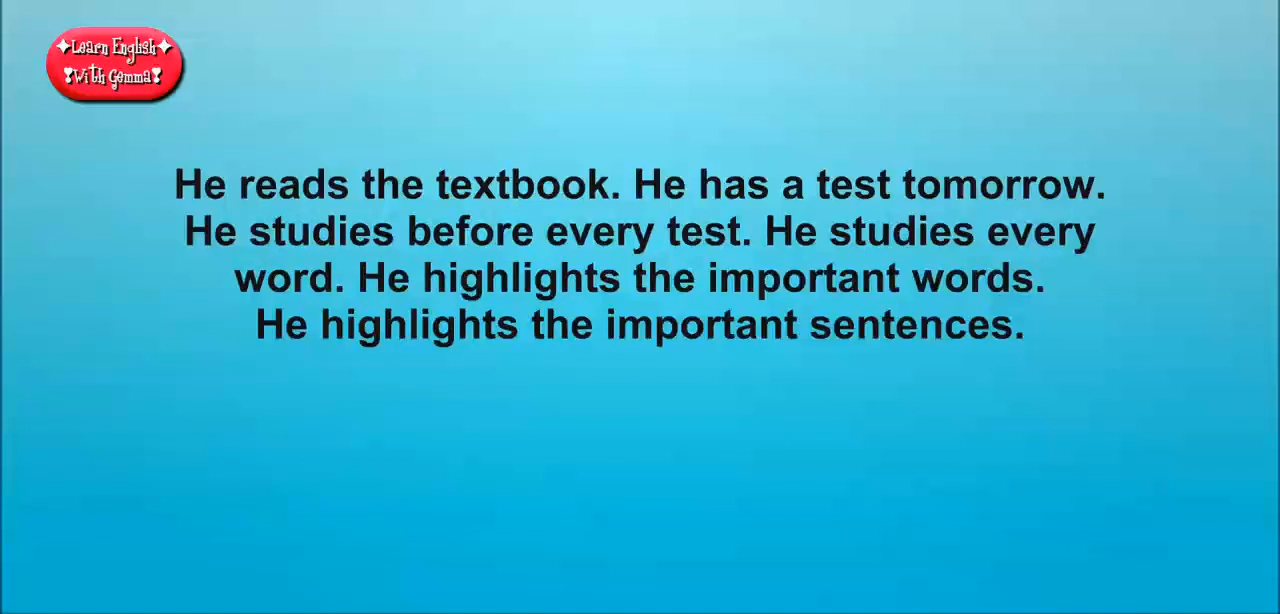 Learn English
With Gemma
He reads the textbook. He has a test tomorrow.
He studies before every test. He studies every
word. He highlights the important words.
He highlights the important sentences.